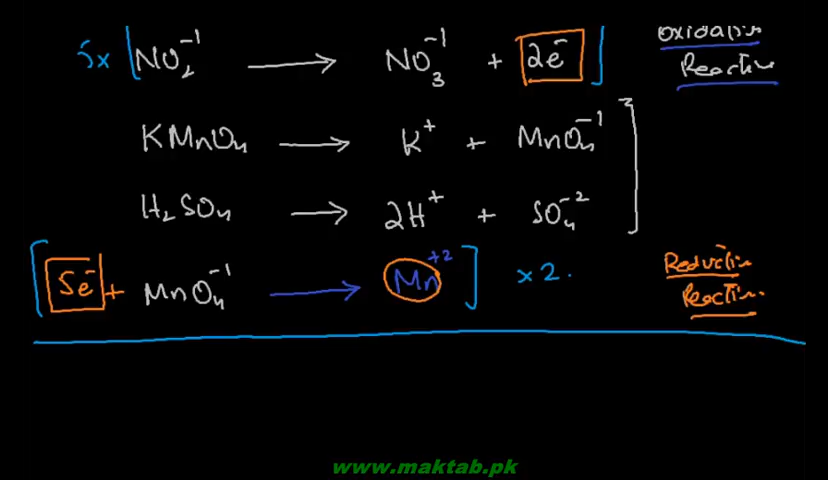 5x [ NO₂⁻¹ ⟶ NO₃⁻¹ + 2e⁻ ] Oxidation
Reaction
KMnO₄ ⟶ K⁺ + MnO₄⁻¹
H₂SO₄ ⟶ 2H⁺ + SO₄⁻²
[ 5e⁻ + MnO₄⁻¹ ⟶ Mn⁺² ] x2. Reduction
Reaction.
www.maktab.pk